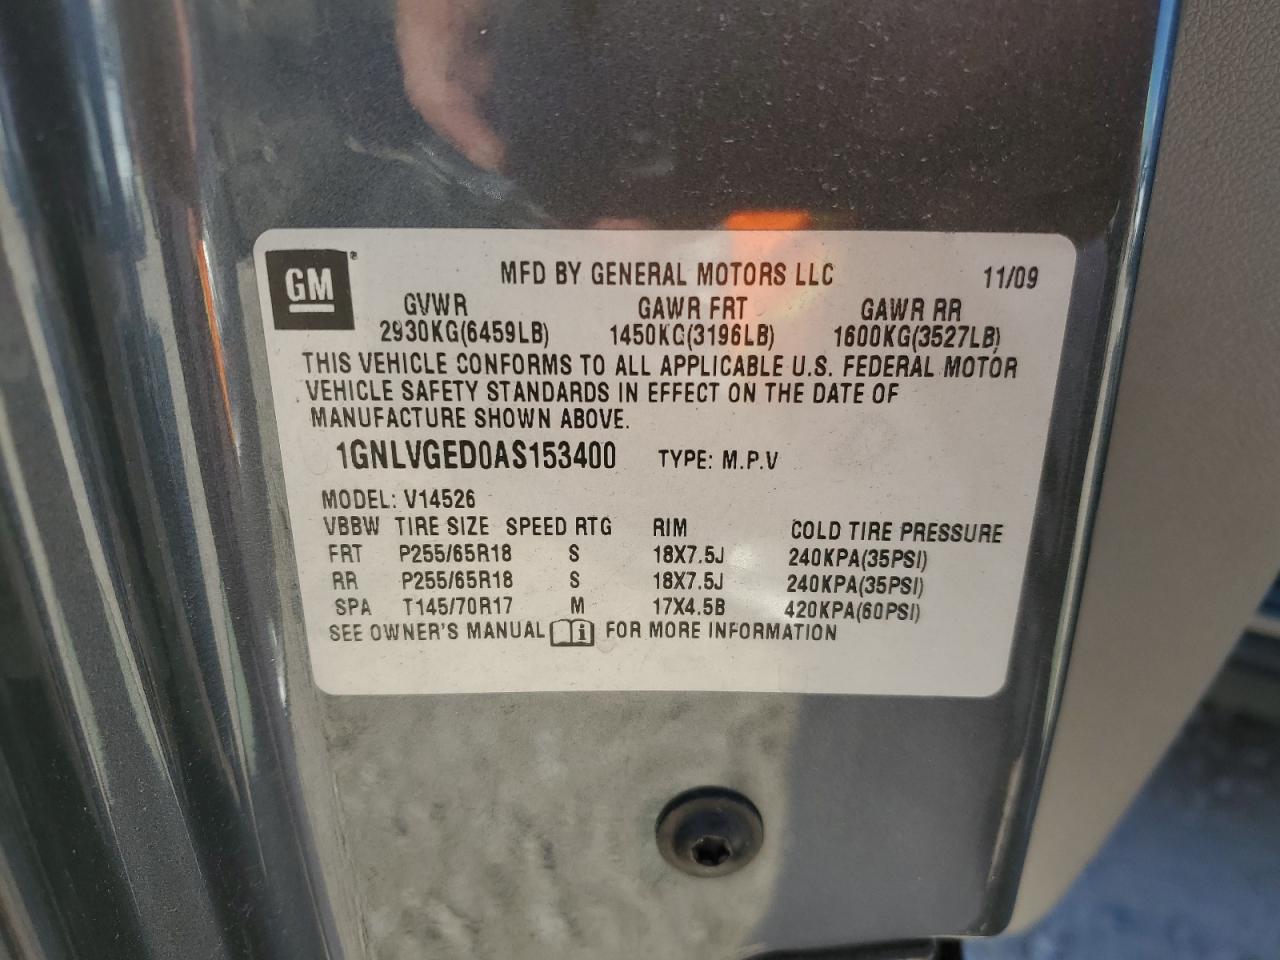 GM
MFD BY GENERAL MOTORS LLC 11/09
GVWR GAWR FRT GAWR RR
2930KG(6459LB) 1450KG(3196LB) 1600KG(3527LB)
THIS VEHICLE CONFORMS TO ALL APPLICABLE U.S. FEDERAL MOTOR
VEHICLE SAFETY STANDARDS IN EFFECT ON THE DATE OF
MANUFACTURE SHOWN ABOVE.
1GNLVGED0AS153400 TYPE: M.P.V
MODEL: V14526
VBBW TIRE SIZE SPEED RTG RIM COLD TIRE PRESSURE
FRT P255/65R18 S 18X7.5J 240KPA(35PSI)
RR P255/65R18 S 18X7.5J 240KPA(35PSI)
SPA T145/70R17 M 17X4.5B 420KPA(60PSI)
SEE OWNER'S MANUAL i FOR MORE INFORMATION